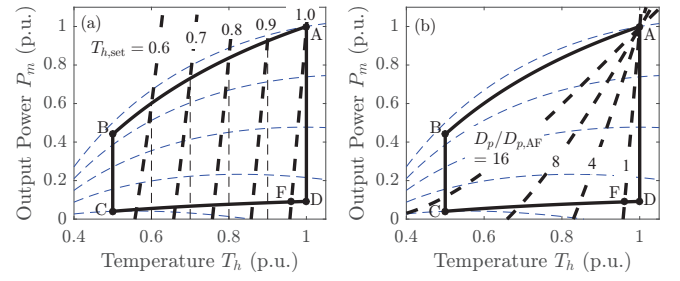 (a)
T_{h,set} = 0.6
0.7
0.8
0.9
1.0
A
B
C
F
D
1
0.8
0.6
0.4
0.2
0
0.4
0.6
0.8
1
Output Power P_m (p.u.)
Temperature T_h (p.u.)
(b)
A
B
D_p/D_{p,AF}
= 16
8
4
1
C
F
D
1
0.8
0.6
0.4
0.2
0
0.4
0.6
0.8
1
Output Power P_m (p.u.)
Temperature T_h (p.u.)